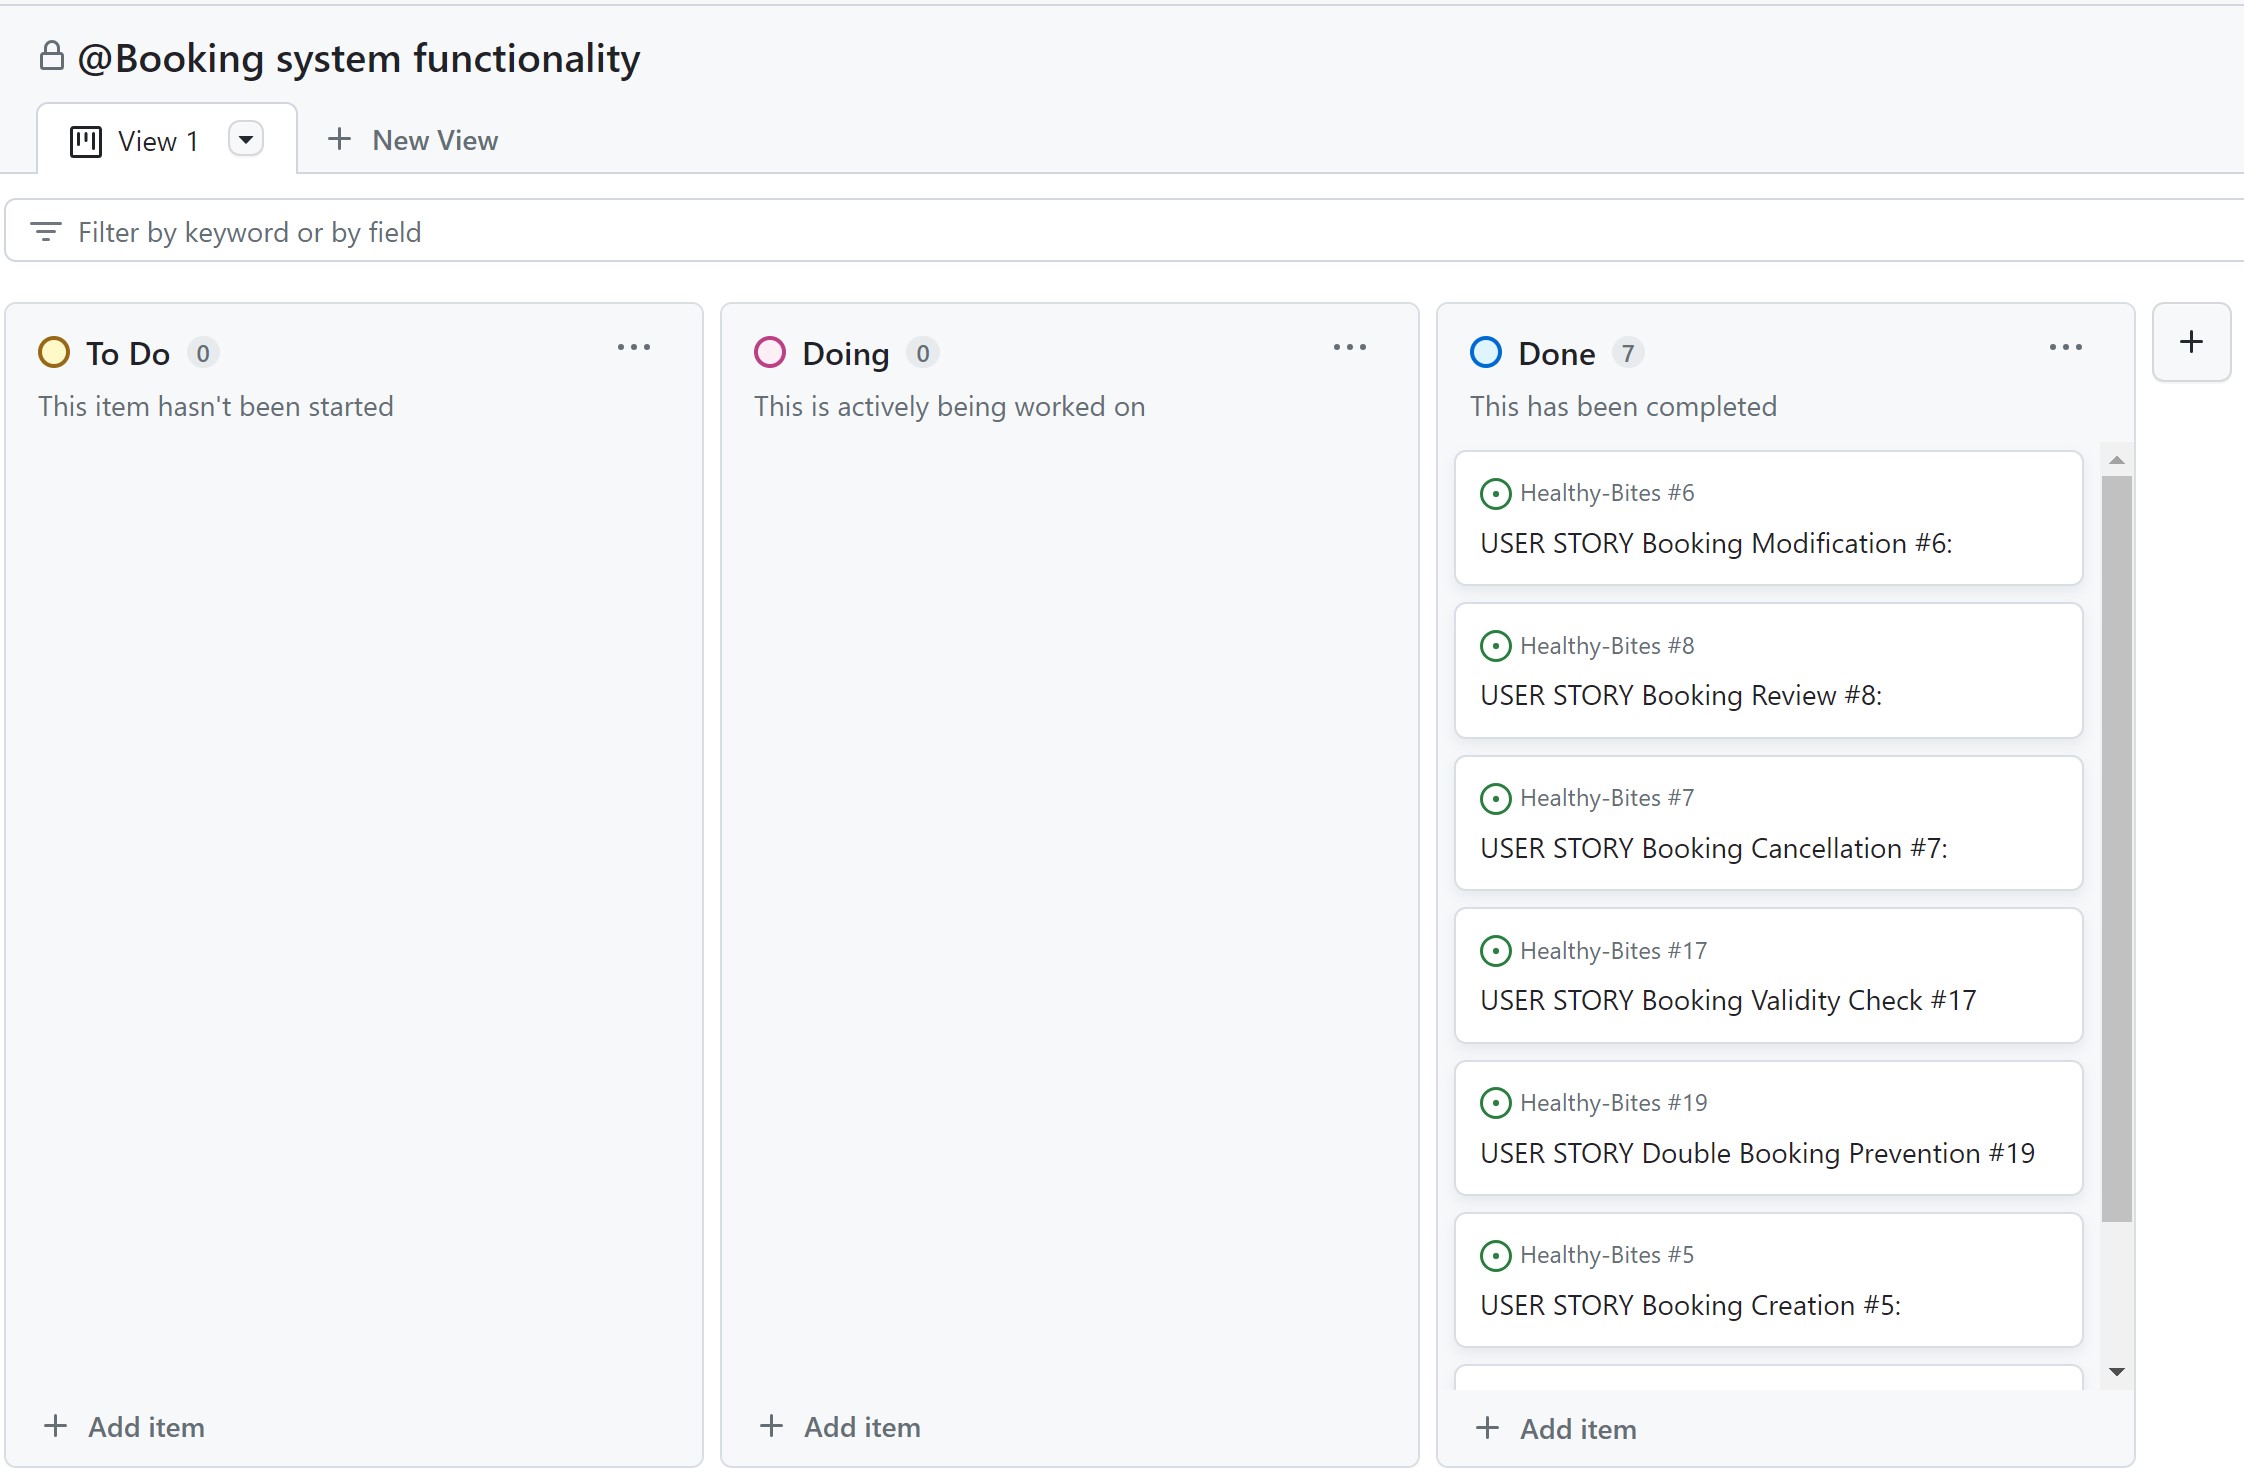 @Booking system functionality
View 1
New View
Filter by keyword or by field
To Do 0
This item hasn't been started
Add item
Doing 0
This is actively being worked on
Add item
Done 7
This has been completed
Healthy-Bites #6
USER STORY Booking Modification #6:
Healthy-Bites #8
USER STORY Booking Review #8:
Healthy-Bites #7
USER STORY Booking Cancellation #7:
Healthy-Bites #17
USER STORY Booking Validity Check #17
Healthy-Bites #19
USER STORY Double Booking Prevention #19
Healthy-Bites #5
USER STORY Booking Creation #5:
Add item